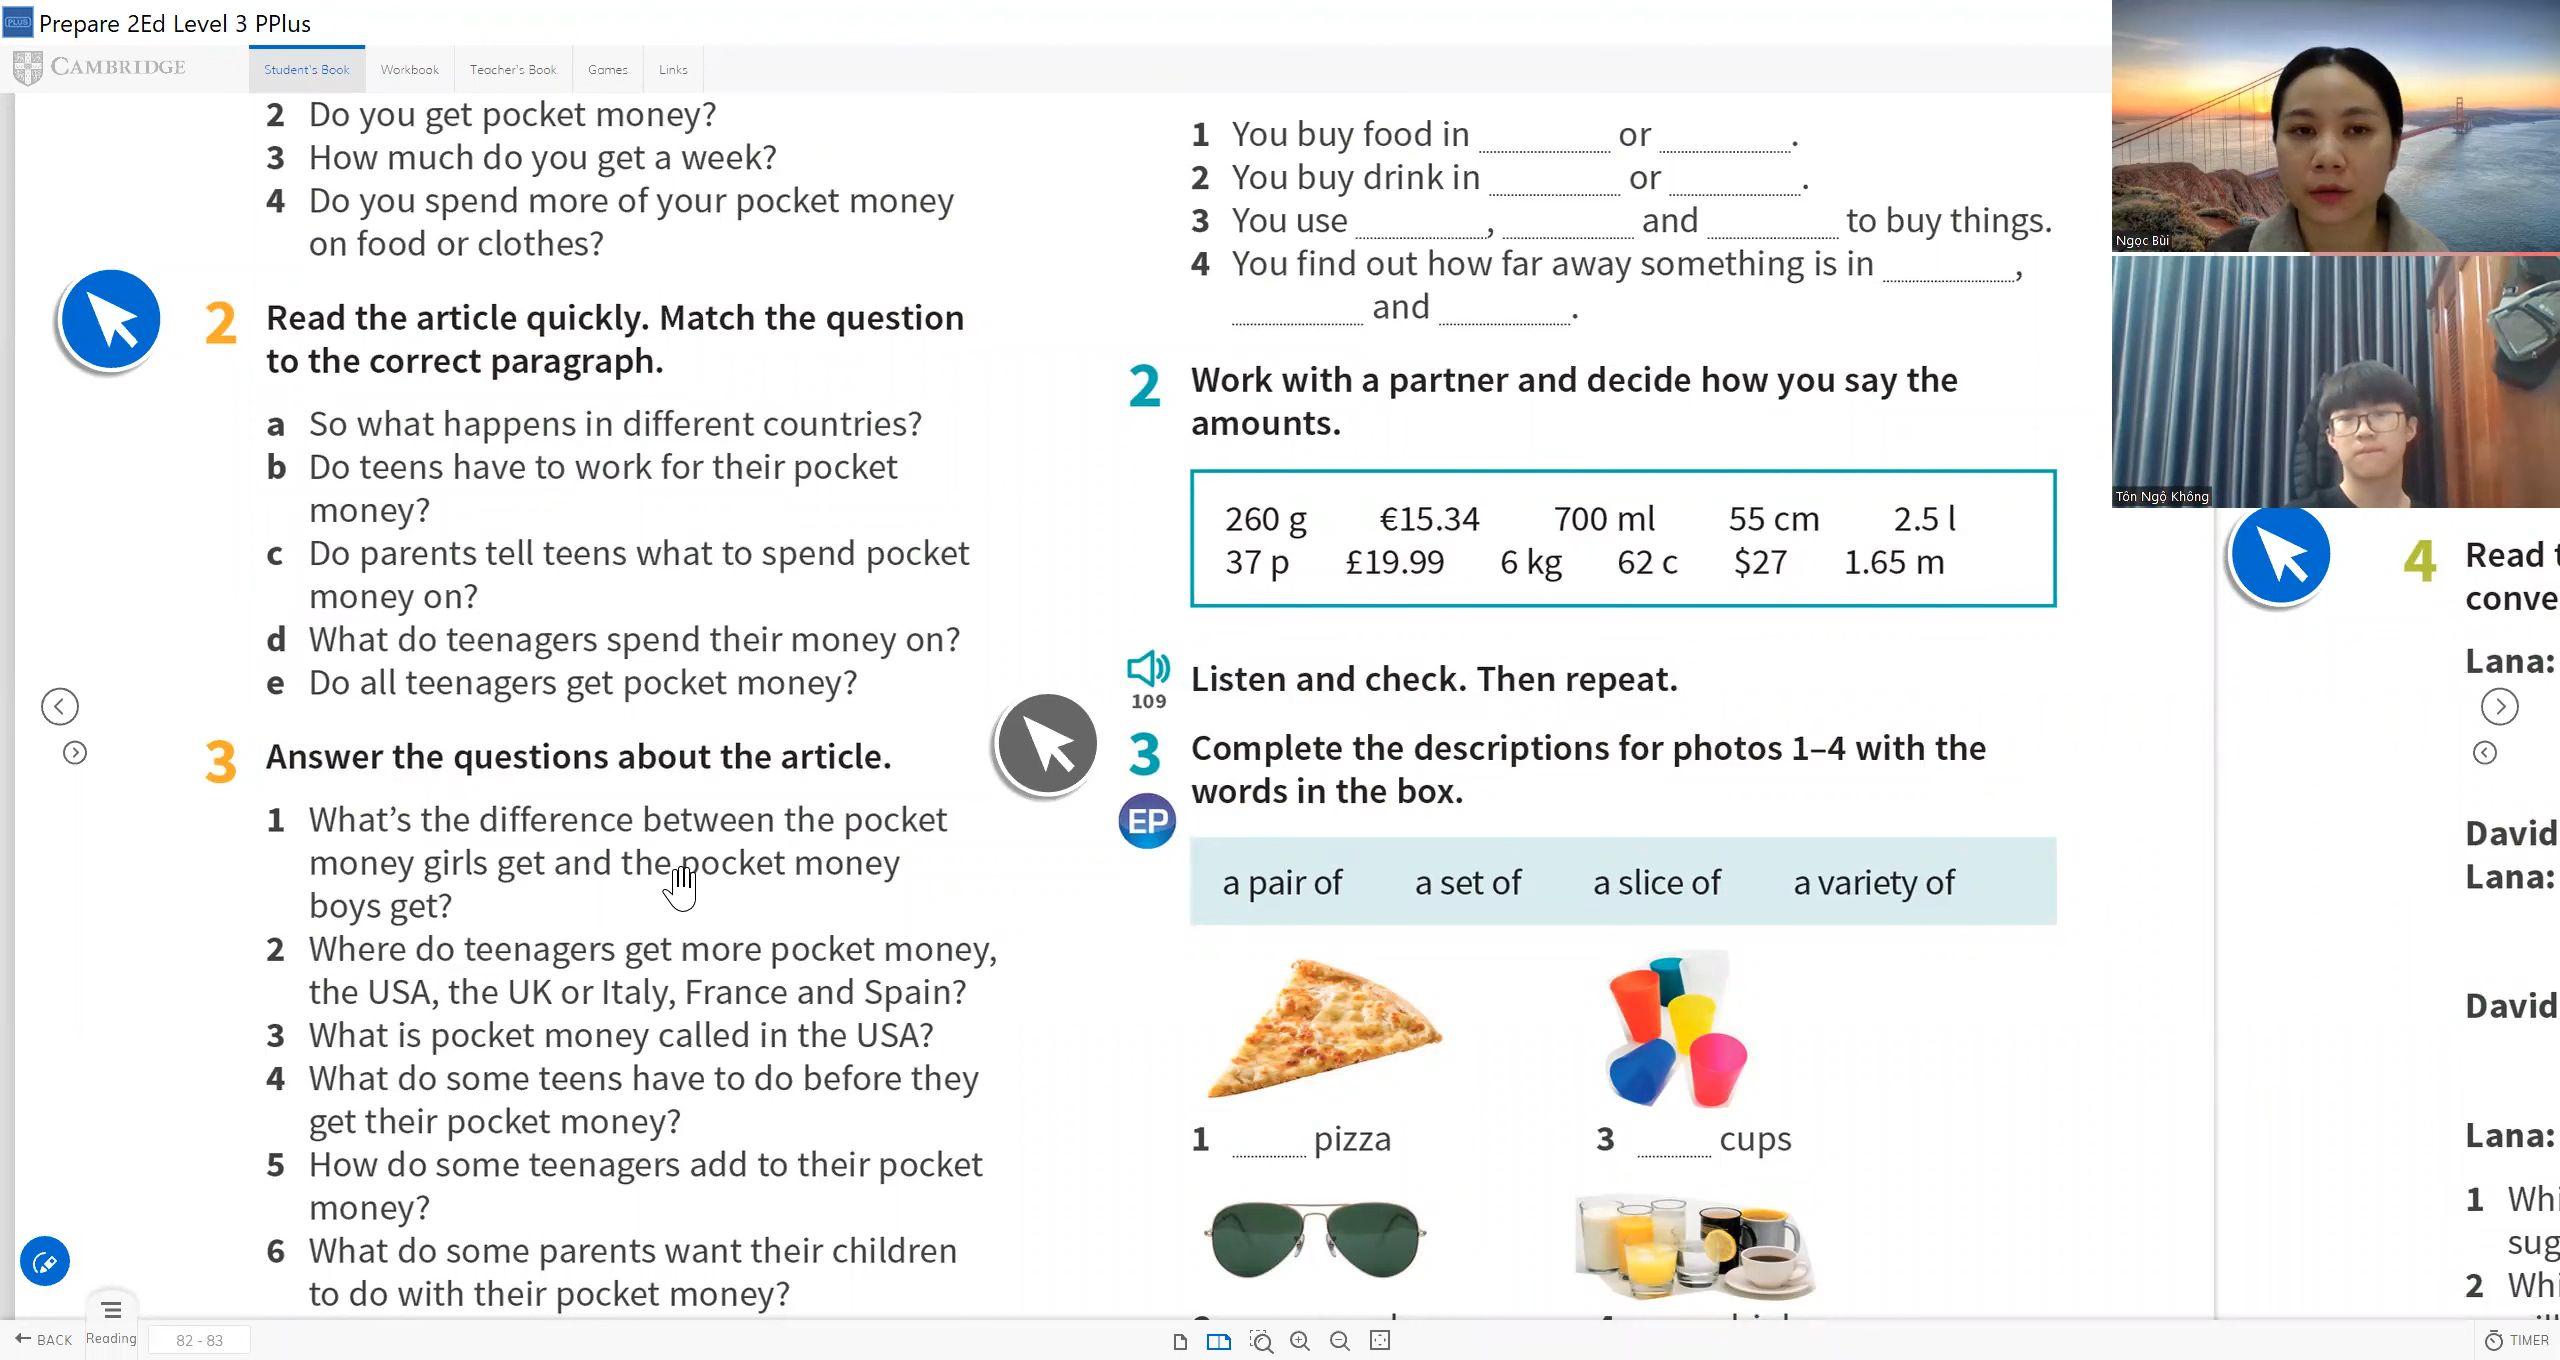 Prepare 2Ed Level 3 PPlus
CAMBRIDGE
Student's Book
Workbook
Teacher's Book
Games
Links
2 Do you get pocket money?
3 How much do you get a week?
4 Do you spend more of your pocket money
on food or clothes?
2 Read the article quickly. Match the question
to the correct paragraph.
a So what happens in different countries?
b Do teens have to work for their pocket
money?
c Do parents tell teens what to spend pocket
money on?
d What do teenagers spend their money on?
e Do all teenagers get pocket money?
3 Answer the questions about the article.
1 What's the difference between the pocket
money girls get and the pocket money
boys get?
2 Where do teenagers get more pocket money,
the USA, the UK or Italy, France and Spain?
3 What is pocket money called in the USA?
4 What do some teens have to do before they
get their pocket money?
5 How do some teenagers add to their pocket
money?
6 What do some parents want their children
to do with their pocket money?
1 You buy food in ______ or ______.
2 You buy drink in ______ or ______.
3 You use ______, ______ and ______ to buy things.
4 You find out how far away something is in ______,
______ and ______.
2 Work with a partner and decide how you say the
amounts.
260 g €15.34 700 ml 55 cm 2.5 l
37 p £19.99 6 kg 62 c $27 1.65 m
109 Listen and check. Then repeat.
3 Complete the descriptions for photos 1–4 with the
words in the box.
EP
a pair of a set of a slice of a variety of
1 ______ pizza
3 ______ cups
Ngọc Bùi
Tôn Ngộ Không
4 Read
conve
Lana:
David
Lana:
David
Lana:
1 Whi
sug
2 Whi
BACK
Reading
82 - 83
TIMER